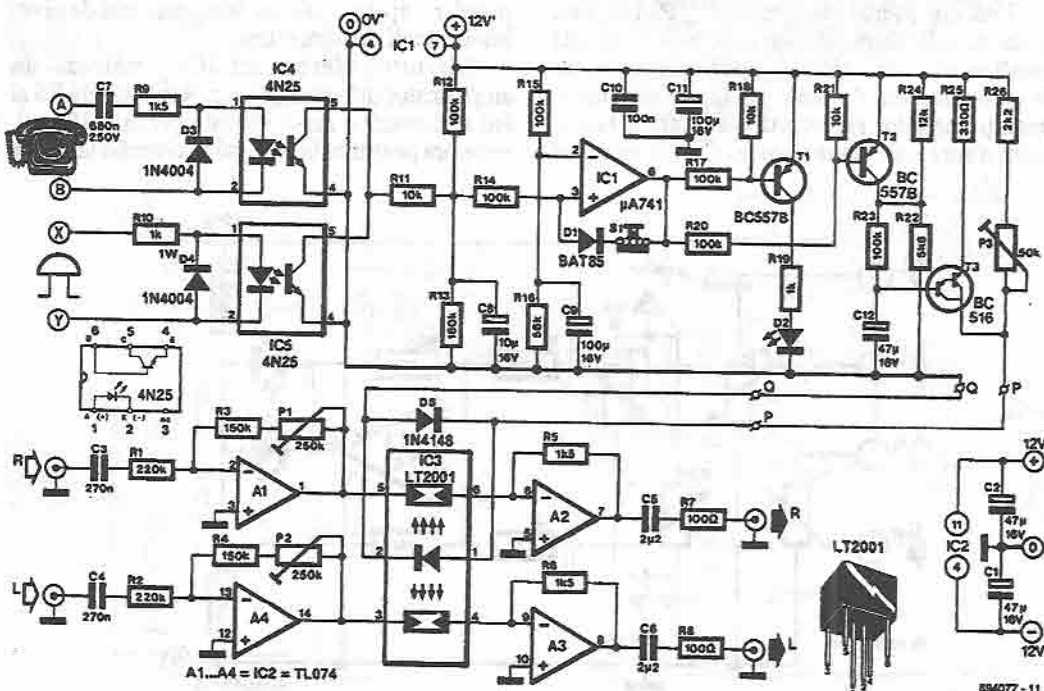 0V"
12V"
0
+
4
IC1
7
A
C7
680n
250V
R9
1k5
D3
1N4004
B
IC4
4N25
1
2
5
4
X
R10
1k
1W
D4
1N4004
Y
1
2
5
4
IC5
4N25
R12
10k
R11
10k
R14
100k
R13
180k
C8
10µ
16V
R15
100k
R16
56k
C9
100µ
16V
2
3
IC1
µA741
6
D1
BAT85
S1
C10
100n
C11
100µ
16V
R17
100k
R18
10k
R20
100k
T1
BC557B
R19
1k
D2
R21
10k
T2
BC
557B
R24
12k
R25
330Ω
R26
2k2
R23
100k
R22
5k6
T3
BC
516
P3
50k
C12
47µ
16V
Q
P
Q
P
6
5
4
B
C
E
4N25
A
(+)
K
(-)
NC
1
2
3
R
C3
270n
R1
220k
R3
150k
P1
250k
2
3
A1
1
D5
1N4148
IC3
LT2001
5
6
2
1
3
4
R5
1k5
6
5
A2
7
C5
2µ2
R7
100Ω
R
L
C4
270n
R2
220k
R4
150k
P2
250k
13
12
A4
14
R6
1k5
9
10
A3
8
C6
2µ2
R8
100Ω
L
LT2001
12V
+
C2
47µ
16V
11
IC2
4
0
C1
47µ
16V
12V
A1...A4 = IC2 = TL074
894077 - 11